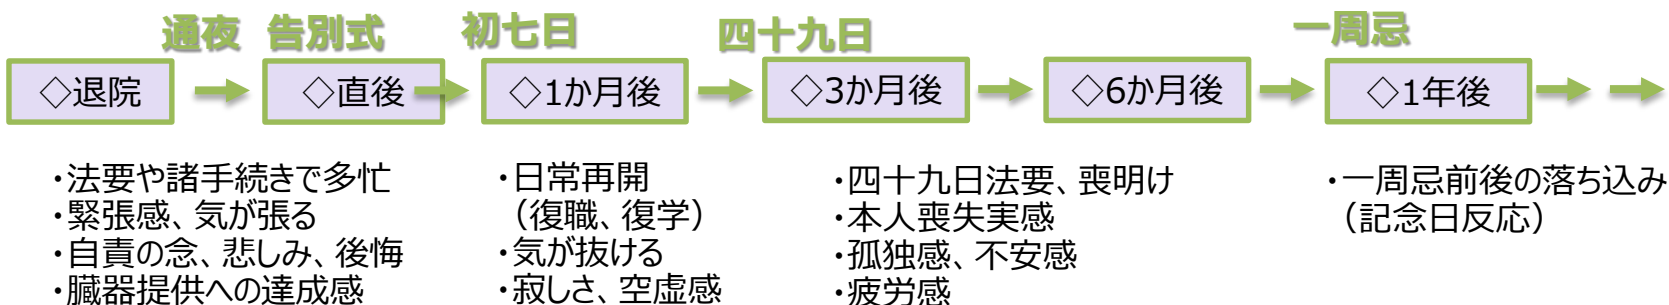 通夜 告別式 初七日 四十九日 一周忌
◇退院 ◇直後 ◇1か月後 ◇3か月後 ◇6か月後 ◇1年後
・法要や諸手続きで多忙
・緊張感、気が張る
・自責の念、悲しみ、後悔
・臓器提供への達成感
・日常再開
（復職、復学）
・気が抜ける
・寂しさ、空虚感
・四十九日法要、喪明け
・本人喪失実感
・孤独感、不安感
・疲労感
・一周忌前後の落ち込み
（記念日反応）